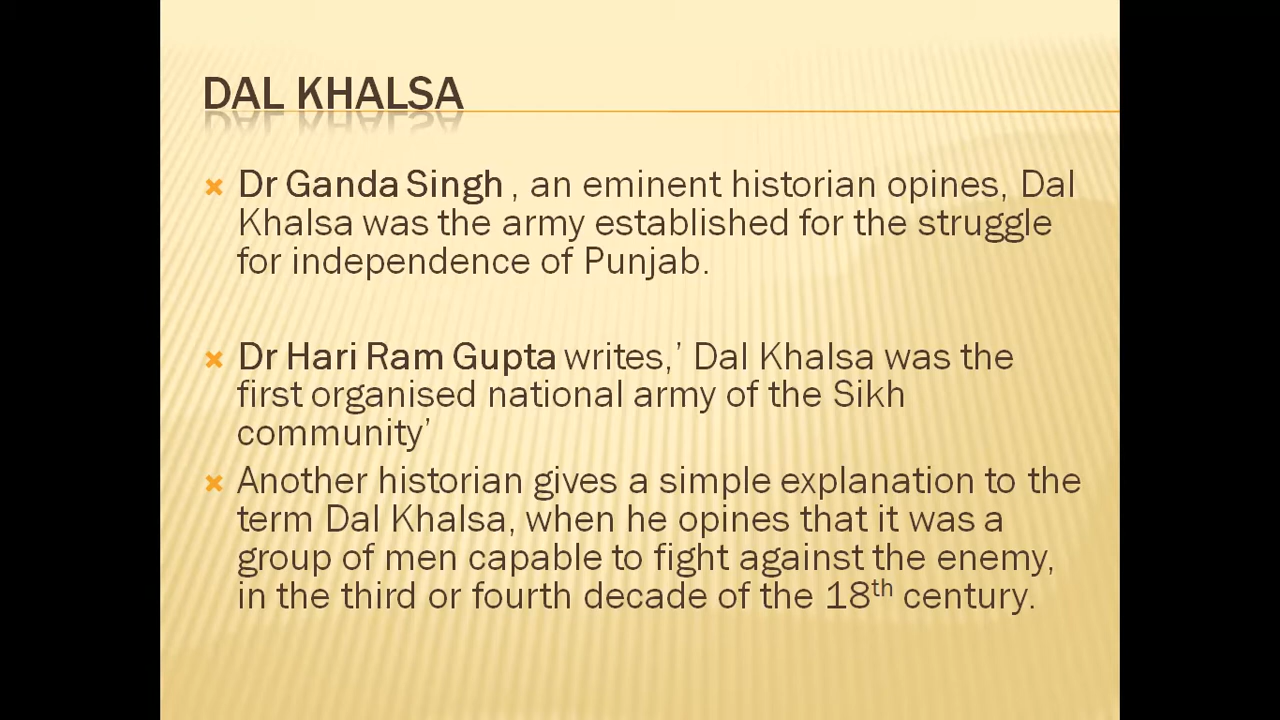 DAL KHALSA
Dr Ganda Singh , an eminent historian opines, Dal
Khalsa was the army established for the struggle
for independence of Punjab.
Dr Hari Ram Gupta writes,’ Dal Khalsa was the
first organised national army of the Sikh
community’
Another historian gives a simple explanation to the
term Dal Khalsa, when he opines that it was a
group of men capable to fight against the enemy,
in the third or fourth decade of the 18th century.